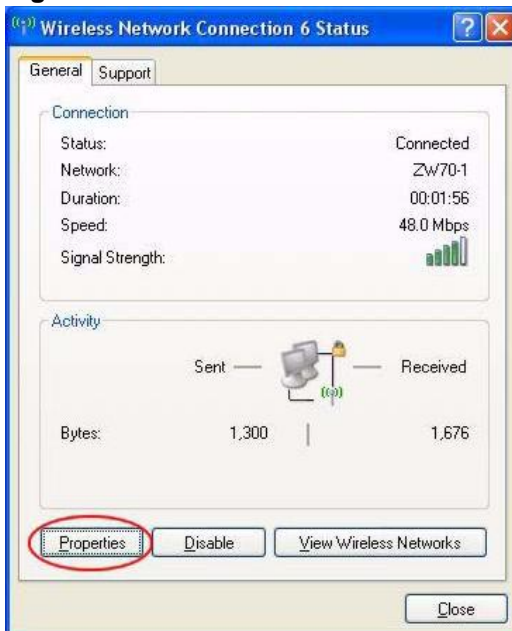 Wireless Network Connection 6 Status
General Support
Connection
Status: Connected
Network: ZW70-1
Duration: 00:01:56
Speed: 48.0 Mbps
Signal Strength:
Activity
Sent — — Received
Bytes: 1,300 | 1,676
Properties Disable View Wireless Networks
Close